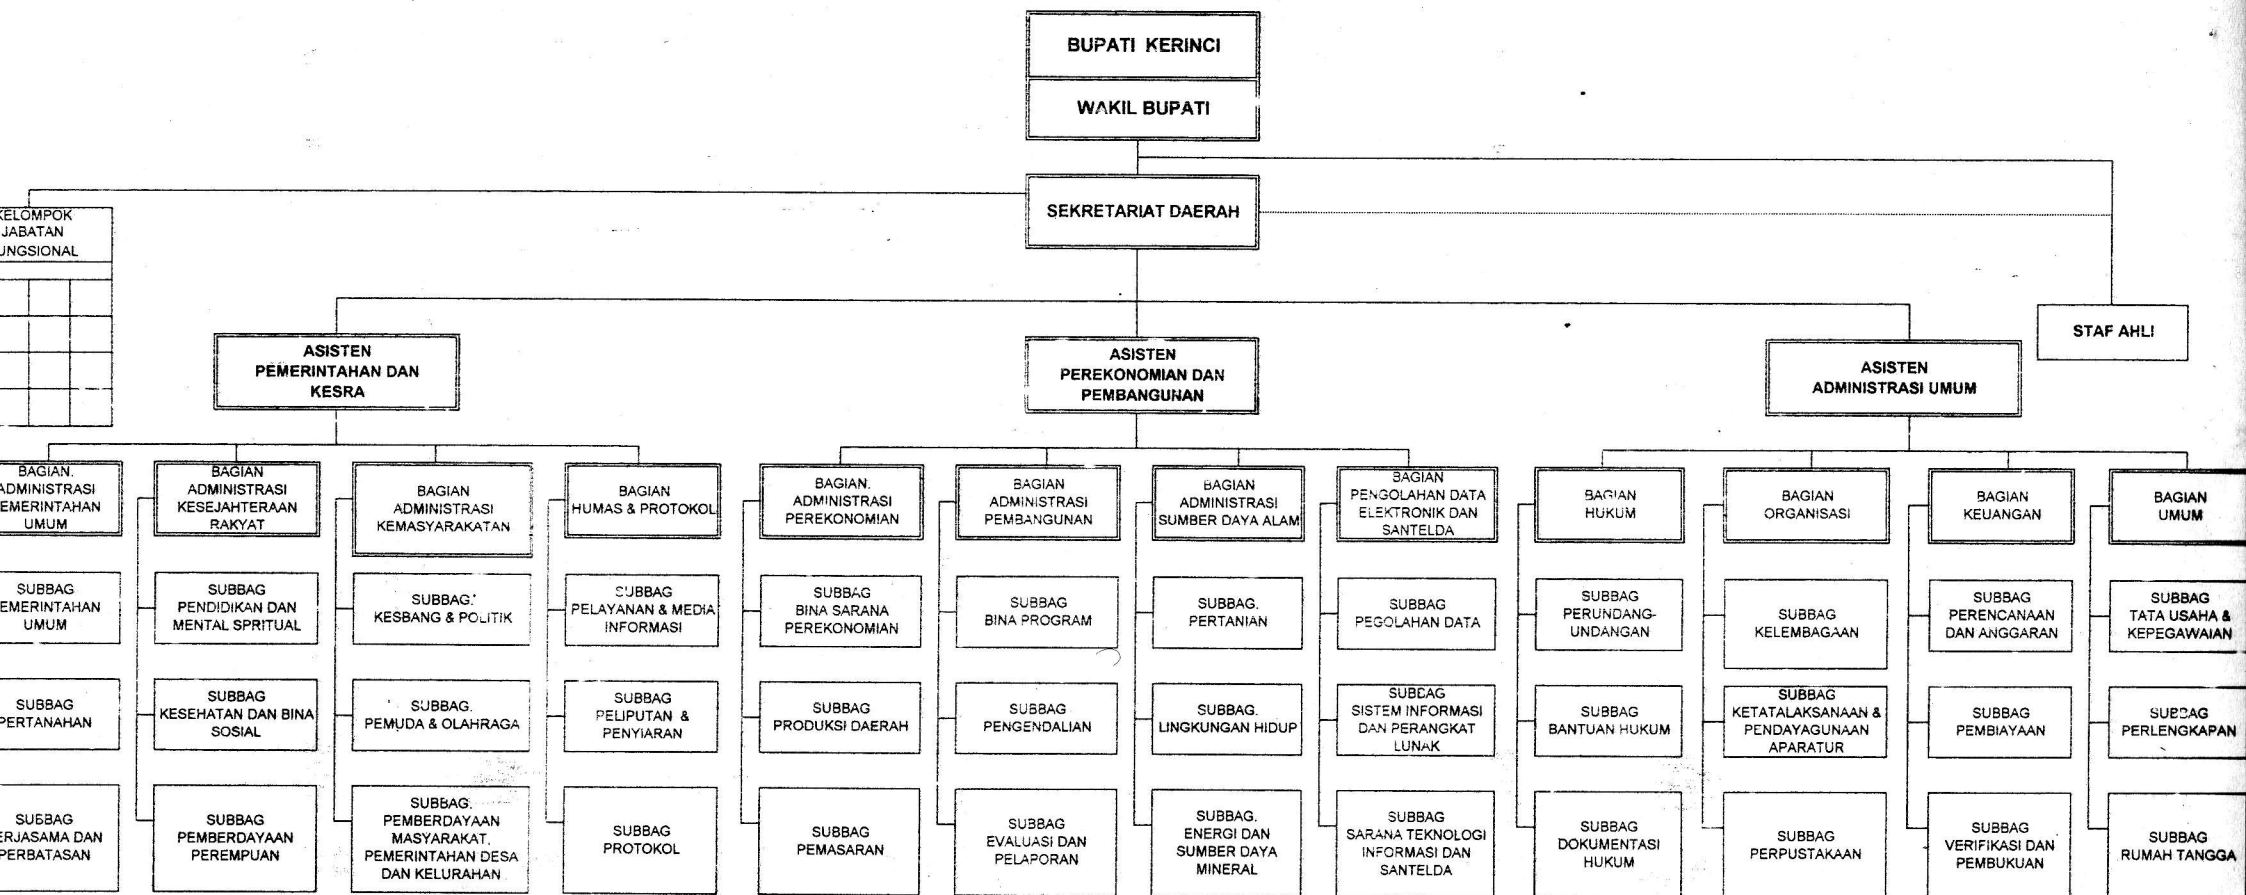 BUPATI KERINCI
WAKIL BUPATI
SEKRETARIAT DAERAH
KELOMPOK
JABATAN
UNGSIONAL
STAF AHLI
ASISTEN
PEMERINTAHAN DAN
KESRA
ASISTEN
PEREKONOMIAN DAN
PEMBANGUNAN
ASISTEN
ADMINISTRASI UMUM
BAGIAN.
ADMINISTRASI
PEMERINTAHAN
UMUM
BAGIAN
ADMINISTRASI
KESEJAHTERAAN
RAKYAT
BAGIAN
ADMINISTRASI
KEMASYARAKATAN
BAGIAN
HUMAS & PROTOKOL
BAGIAN.
ADMINISTRASI
PEREKONOMIAN
BAGIAN
ADMINISTRASI
PEMBANGUNAN
BAGIAN
ADMINISTRASI
SUMBER DAYA ALAM
BAGIAN
PENGOLAHAN DATA
ELEKTRONIK DAN
SANTELDA
BAGIAN
HUKUM
BAGIAN
ORGANISASI
BAGIAN
KEUANGAN
BAGIAN
UMUM
SUBBAG
EMERINTAHAN
UMUM
SUBBAG
PENDIDIKAN DAN
MENTAL SPRITUAL
SUBBAG.
KESBANG & POLITIK
SUBBAG
PELAYANAN & MEDIA
INFORMASI
SUBBAG
BINA SARANA
PEREKONOMIAN
SUBBAG
BINA PROGRAM
SUBBAG.
PERTANIAN
SUBBAG
PEGOLAHAN DATA
SUBBAG
PERUNDANG-
UNDANGAN
SUBBAG
KELEMBAGAAN
SUBBAG
PERENCANAAN
DAN ANGGARAN
SUBBAG
TATA USAHA &
KEPEGAWAIAN
SUBBAG
PERTANAHAN
SUBBAG
KESEHATAN DAN BINA
SOSIAL
SUBBAG.
PEMUDA & OLAHRAGA
SUBBAG
PELIPUTAN &
PENYIARAN
SUBBAG
PRODUKSI DAERAH
SUBBAG
PENGENDALIAN
SUBBAG.
LINGKUNGAN HIDUP
SUBBAG
SISTEM INFORMASI
DAN PERANGKAT
LUNAK
SUBBAG
BANTUAN HUKUM
SUBBAG
KETATALAKSANAAN &
PENDAYAGUNAAN
APARATUR
SUBBAG
PEMBIAYAAN
SUBBAG
PERLENGKAPAN
SUBBAG
ERJASAMA DAN
PERBATASAN
SUBBAG
PEMBERDAYAAN
PEREMPUAN
SUBBAG.
PEMBERDAYAAN
MASYARAKAT,
PEMERINTAHAN DESA
DAN KELURAHAN
SUBBAG
PROTOKOL
SUBBAG
PEMASARAN
SUBBAG
EVALUASI DAN
PELAPORAN
SUBBAG.
ENERGI DAN
SUMBER DAYA
MINERAL
SUBBAG
SARANA TEKNOLOGI
INFORMASI DAN
SANTELDA
SUBBAG
DOKUMENTASI
HUKUM
SUBBAG
PERPUSTAKAAN
SUBBAG
VERIFIKASI DAN
PEMBUKUAN
SUBBAG
RUMAH TANGGA